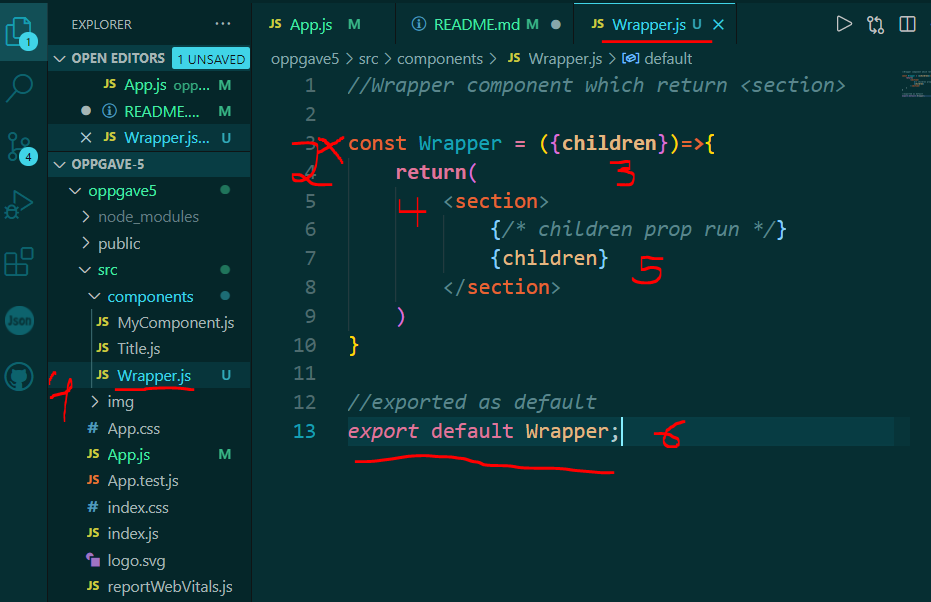 EXPLORER
...
OPEN EDITORS 1 UNSAVED
JS App.js opp... M
README.... M
JS Wrapper.js... U
OPPGAVE-5
oppgave5
node_modules
public
src
components
JS MyComponent.js
JS Title.js
JS Wrapper.js U
img
# App.css
JS App.js M
JS App.test.js
# index.css
JS index.js
logo.svg
JS reportWebVitals.js
1
4
Json
JS App.js M
README.md M
JS Wrapper.js U
oppgave5 > src > components > JS Wrapper.js > default
1 //Wrapper component which return <section>
2
3 const Wrapper = ({children})=>{
4 return(
5 <section>
6 {/* children prop run */}
7 {children}
8 </section>
9 )
10 }
11
12 //exported as default
13 export default Wrapper;
1
2
3
4
5
6